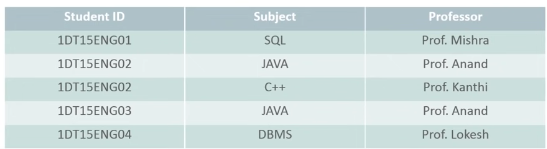 Student ID Subject Professor
1DT15ENG01 SQL Prof. Mishra
1DT15ENG02 JAVA Prof. Anand
1DT15ENG02 C++ Prof. Kanthi
1DT15ENG03 JAVA Prof. Anand
1DT15ENG04 DBMS Prof. Lokesh